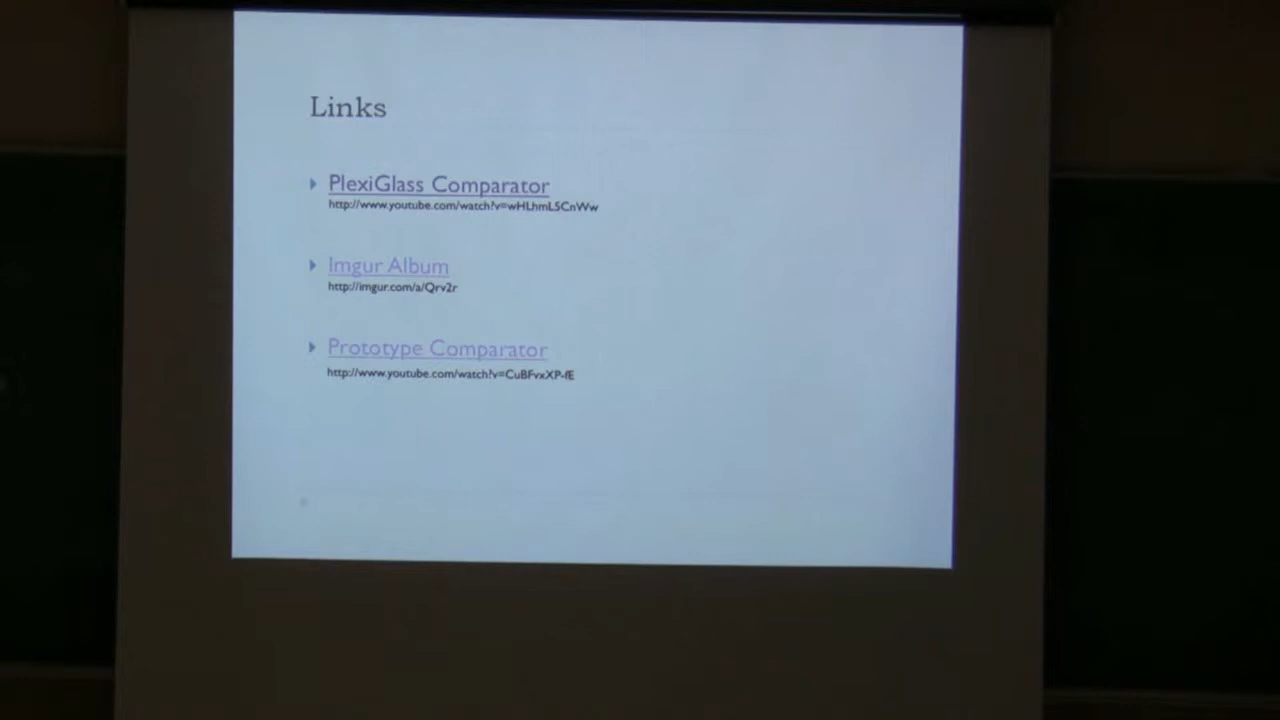 Links
PlexiGlass Comparator
http://www.youtube.com/watch?v=wHLhmL5CnWw
Imgur Album
http://imgur.com/a/Qrv2r
Prototype Comparator
http://www.youtube.com/watch?v=CuBFvxXP-fE